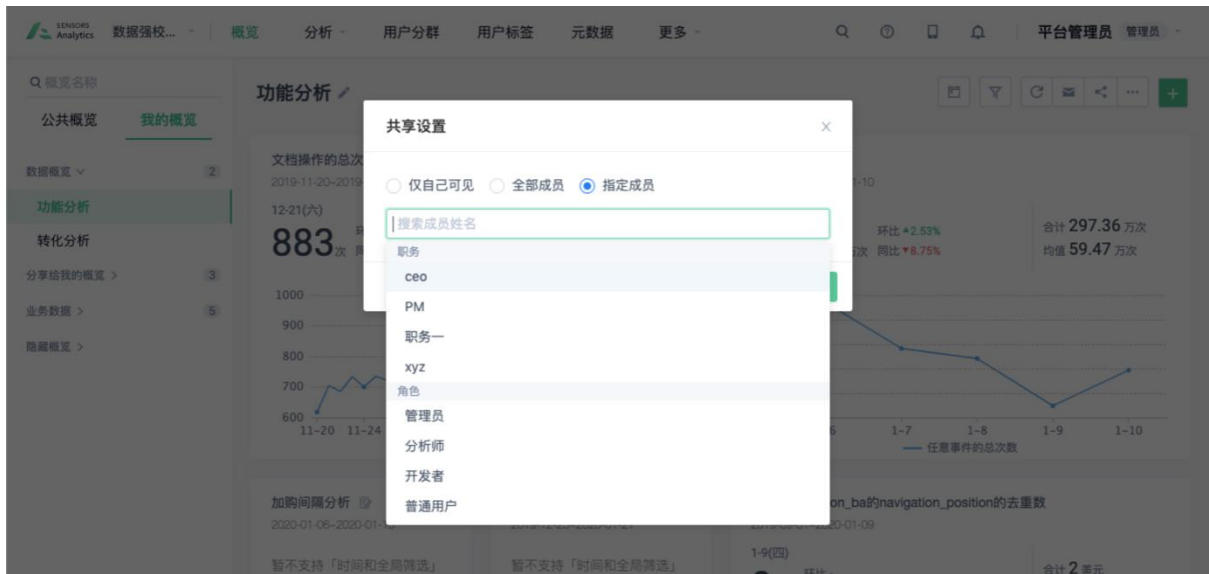 SENSORS
Analytics 数据强校... 概览 分析 用户分群 用户标签 元数据 更多 平台管理员 管理员
概览名称
公共概览 我的概览
数据概览 2
功能分析
转化分析
分享给我的概览 3
业务数据 5
隐藏概览
功能分析
共享设置
仅自己可见 全部成员 指定成员
搜索成员姓名
职务
ceo
PM
职务一
xyz
角色
管理员
分析师
开发者
普通用户
文档操作的总次
2019-11-20~2019-
12-21(六)
883次
1000
900
800
700
600
11-20 11-24
1-10
环比 2.53%
万次 同比 8.75%
合计 297.36 万次
均值 59.47 万次
6 1-7 1-8 1-9 1-10
任意事件的总次数
加购间隔分析
2020-01-06~2020-01-
暂不支持「时间和全局筛选」
暂不支持「时间和全局筛选」
on_ba的navigation_position的去重数
1-9(四)
环比
合计 2 美元